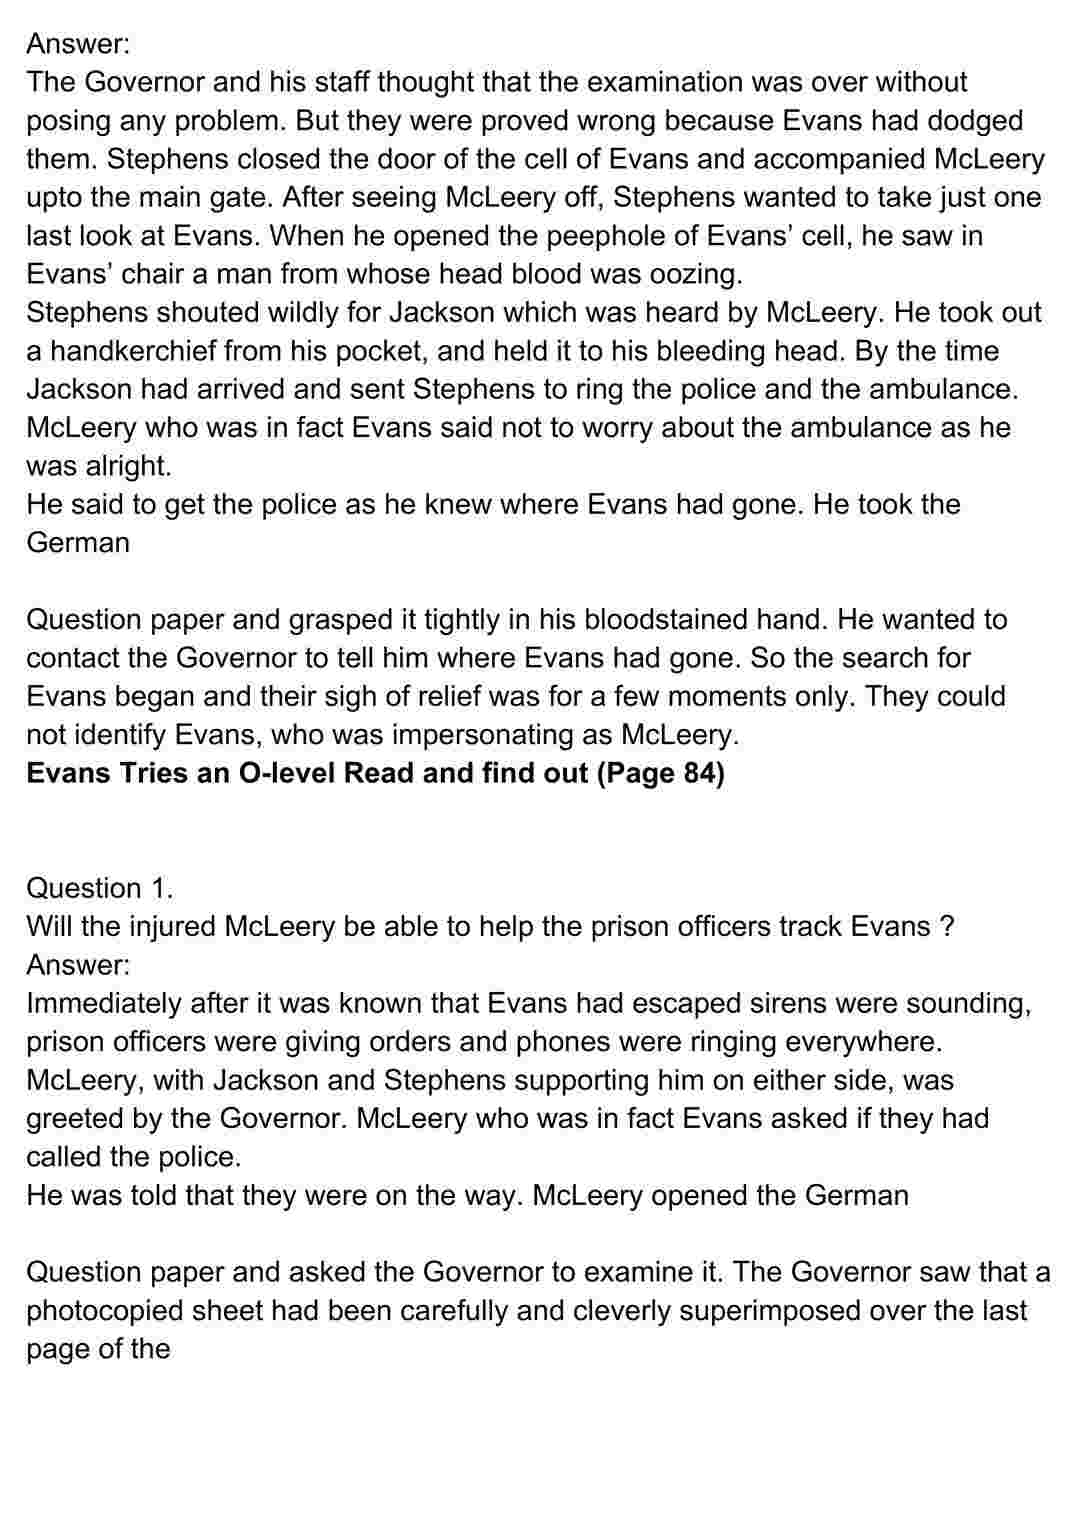 Answer:
The Governor and his staff thought that the examination was over without
posing any problem. But they were proved wrong because Evans had dodged
them. Stephens closed the door of the cell of Evans and accompanied McLeery
upto the main gate. After seeing McLeery off, Stephens wanted to take just one
last look at Evans. When he opened the peephole of Evans’ cell, he saw in
Evans’ chair a man from whose head blood was oozing.
Stephens shouted wildly for Jackson which was heard by McLeery. He took out
a handkerchief from his pocket, and held it to his bleeding head. By the time
Jackson had arrived and sent Stephens to ring the police and the ambulance.
McLeery who was in fact Evans said not to worry about the ambulance as he
was alright.
He said to get the police as he knew where Evans had gone. He took the
German
Question paper and grasped it tightly in his bloodstained hand. He wanted to
contact the Governor to tell him where Evans had gone. So the search for
Evans began and their sigh of relief was for a few moments only. They could
not identify Evans, who was impersonating as McLeery.
Evans Tries an O-level Read and find out (Page 84)
Question 1.
Will the injured McLeery be able to help the prison officers track Evans ?
Answer:
Immediately after it was known that Evans had escaped sirens were sounding,
prison officers were giving orders and phones were ringing everywhere.
McLeery, with Jackson and Stephens supporting him on either side, was
greeted by the Governor. McLeery who was in fact Evans asked if they had
called the police.
He was told that they were on the way. McLeery opened the German
Question paper and asked the Governor to examine it. The Governor saw that a
photocopied sheet had been carefully and cleverly superimposed over the last
page of the